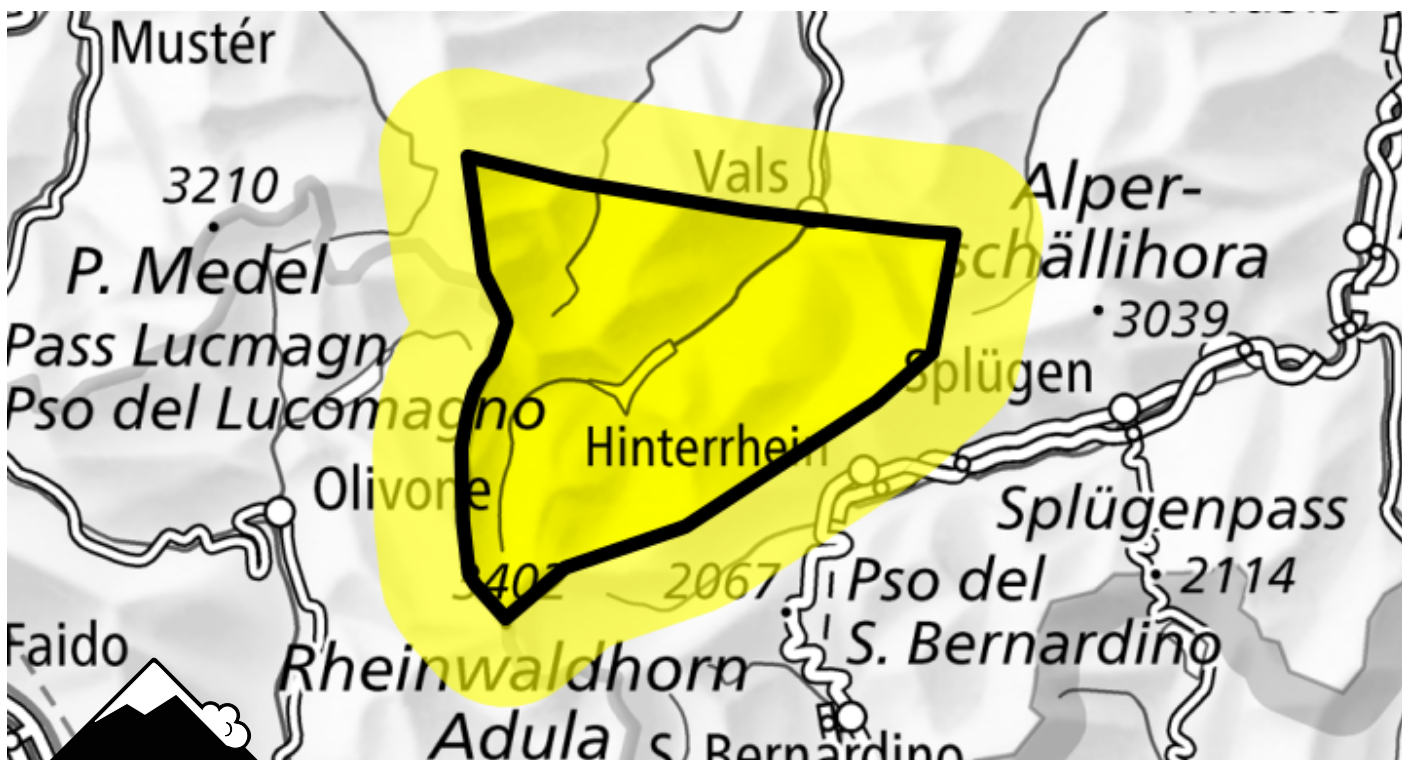 Mustér
3210
P. Medel
Vals
Alper-
schällihora
3039
Pass Lucmagn
Pso del Lucomagno
Splügen
Hinterrhein
Olivone
Splügenpass
3402
2067
Pso del
2114
S. Bernardino
Faido
Rheinwaldhorn
Adula
S. Bernardino